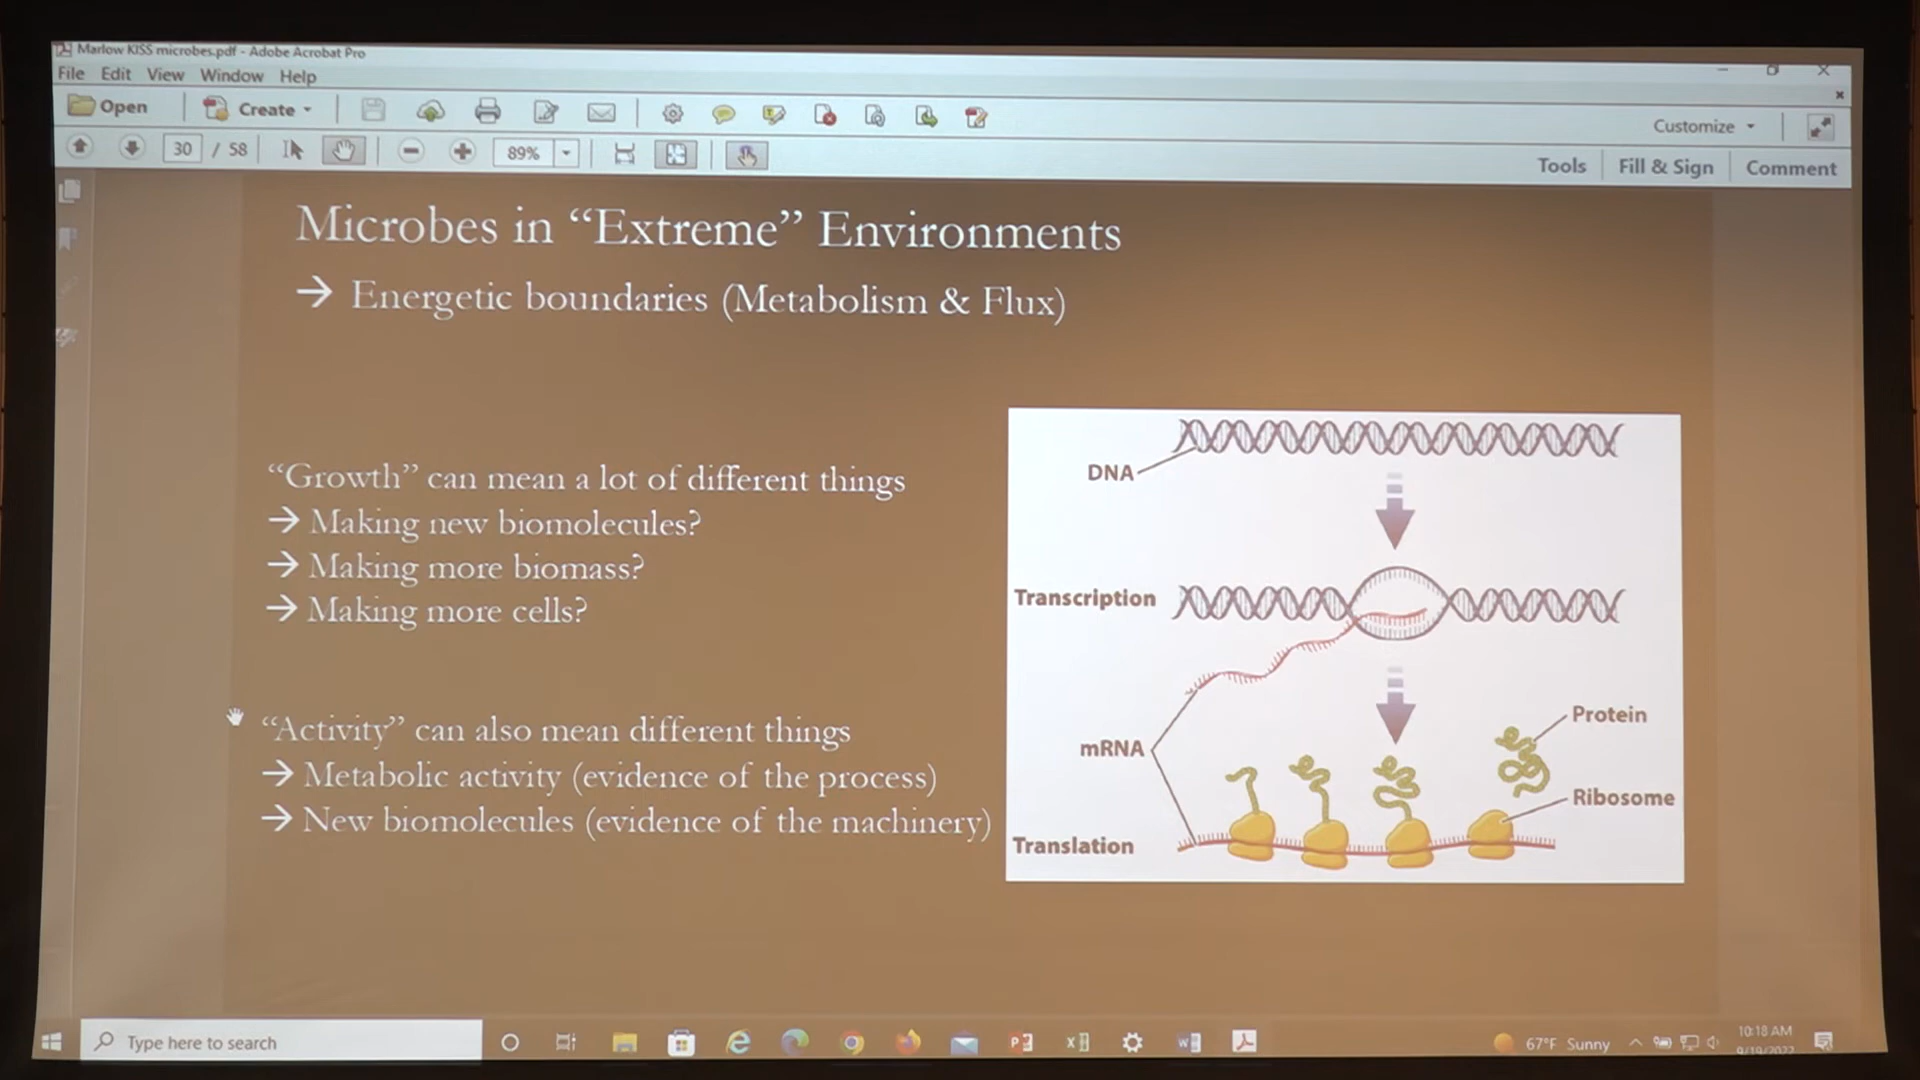 Marlow KISS microbes.pdf - Adobe Acrobat Pro
File Edit View Window Help
Open Create Customize
30 / 58 89% Tools Fill & Sign Comment
Microbes in “Extreme” Environments
→ Energetic boundaries (Metabolism & Flux)
“Growth” can mean a lot of different things
→ Making new biomolecules?
→ Making more biomass?
→ Making more cells?
“Activity” can also mean different things
→ Metabolic activity (evidence of the process)
→ New biomolecules (evidence of the machinery)
DNA
Transcription
mRNA
Protein
Ribosome
Translation
Type here to search
67°F Sunny
10:18 AM
9/19/2022